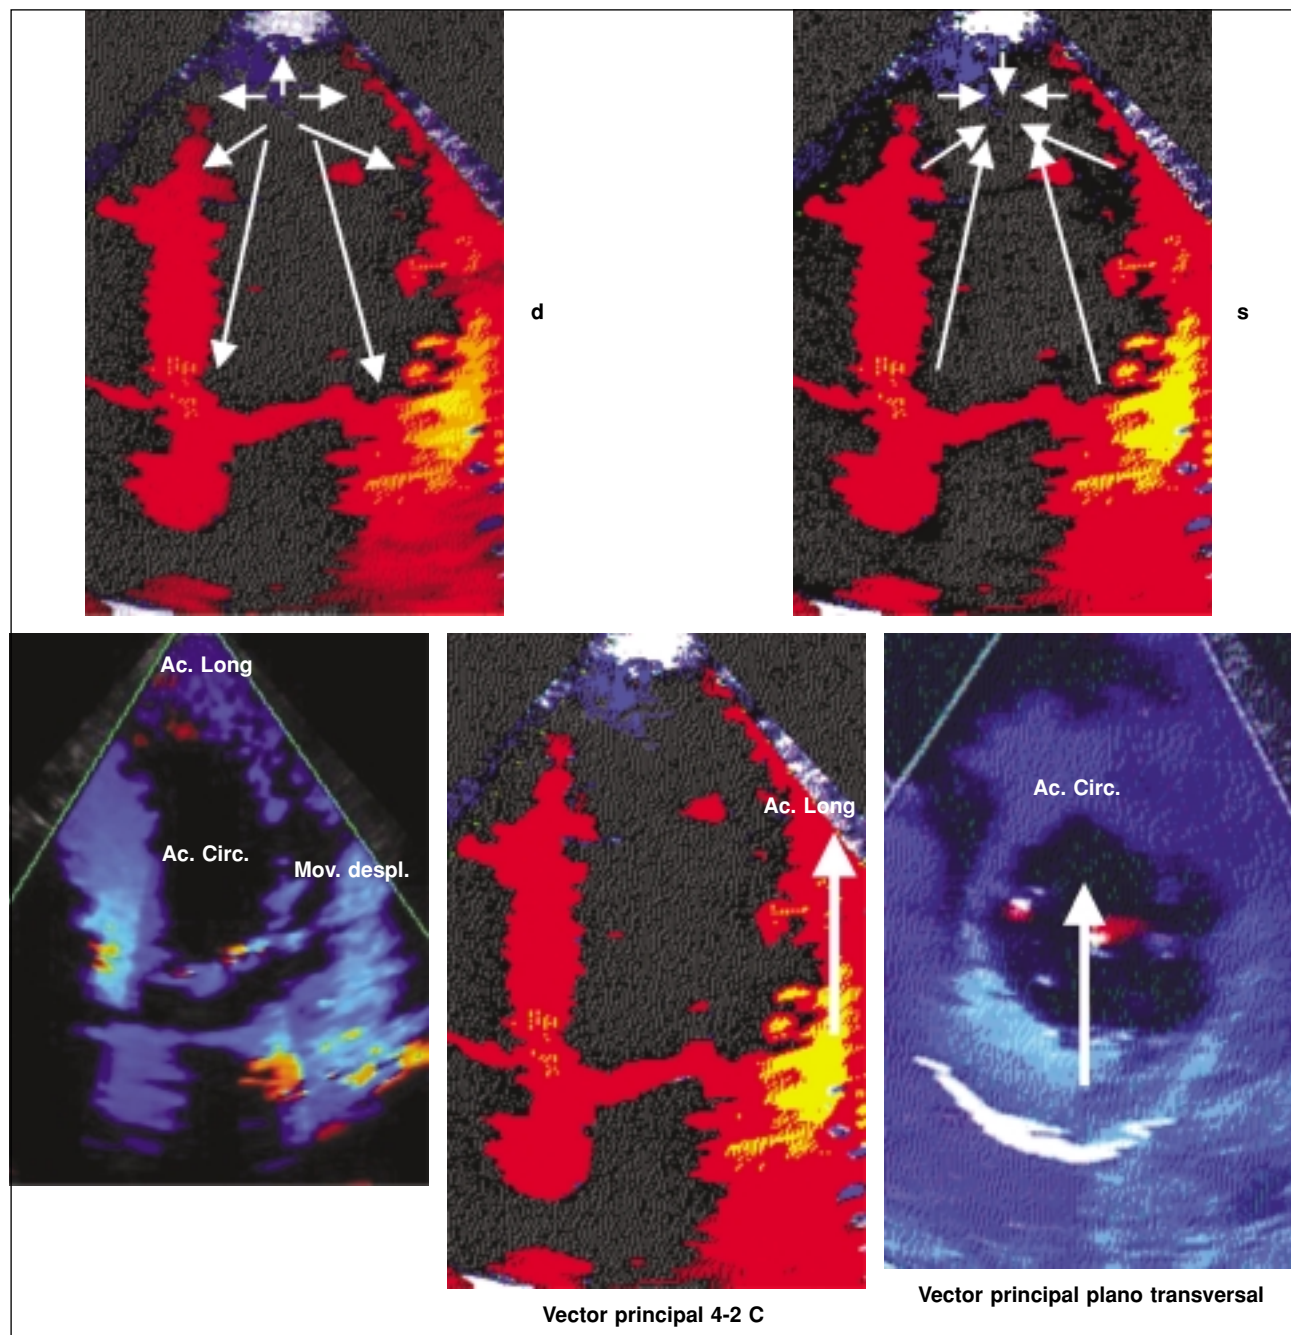 d
s
Ac. Long
Ac. Circ.
Mov. despl.
Ac. Long
Ac. Circ.
Vector principal 4-2 C
Vector principal plano transversal